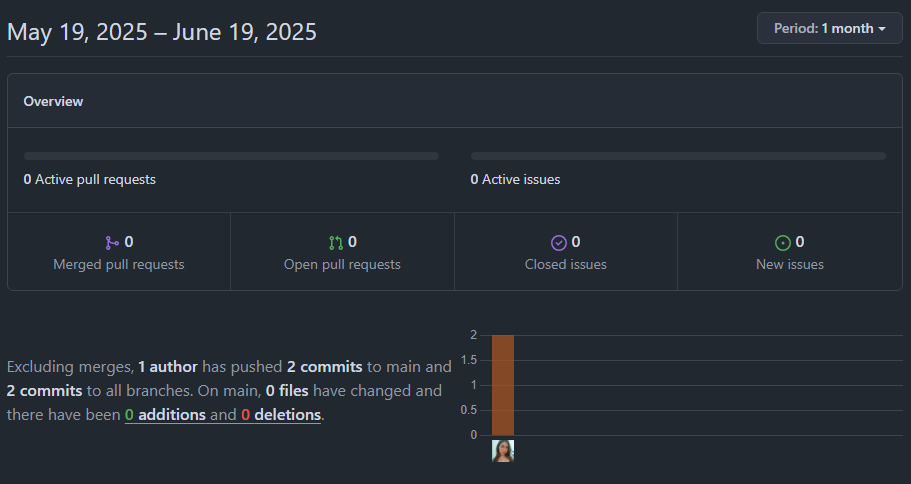 May 19, 2025 – June 19, 2025
Period: 1 month
Overview
0 Active pull requests
0 Active issues
0
Merged pull requests
0
Open pull requests
0
Closed issues
0
New issues
Excluding merges, 1 author has pushed 2 commits to main and
2 commits to all branches. On main, 0 files have changed and
there have been 0 additions and 0 deletions.
2
1.5
1
0.5
0